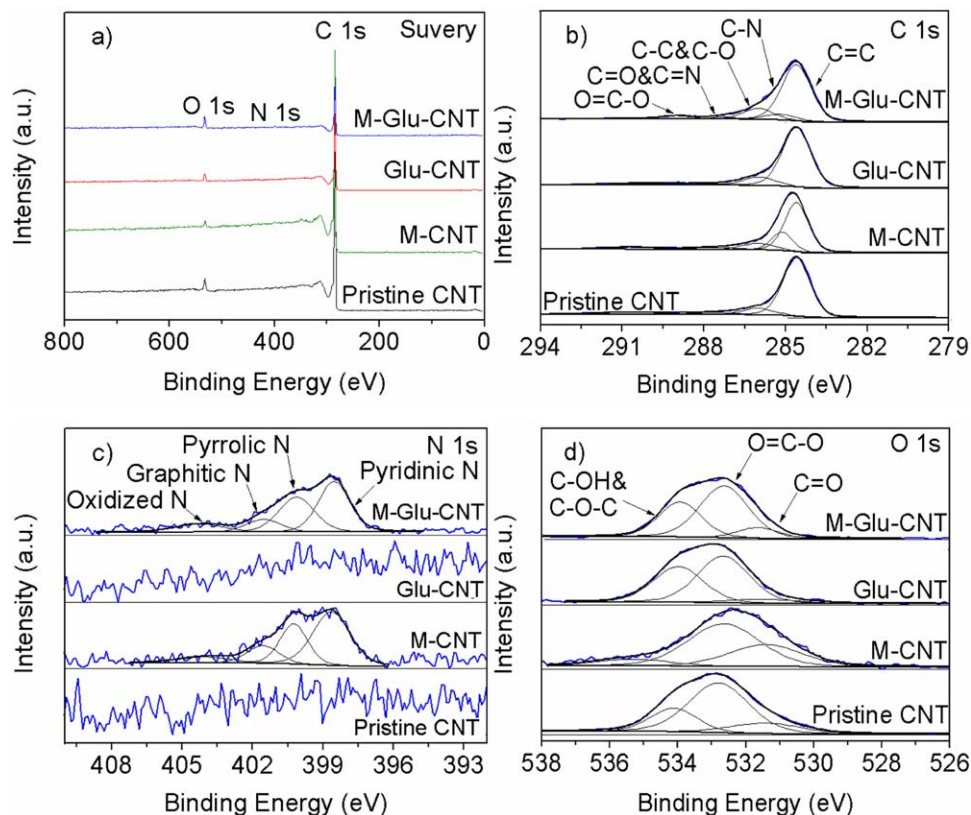 a)
C 1s
Suvery
O 1s
N 1s
M-Glu-CNT
Glu-CNT
M-CNT
Pristine CNT
Intensity (a.u.)
800
600
400
200
0
Binding Energy (eV)
b)
C 1s
C-N
C-C&C-O
C=C
C=O&C=N
O=C-O
M-Glu-CNT
Glu-CNT
M-CNT
Pristine CNT
Intensity (a.u.)
294
291
288
285
282
279
Binding Energy (eV)
c)
N 1s
Pyrrolic N
Graphitic N
Pyridinic N
Oxidized N
M-Glu-CNT
Glu-CNT
M-CNT
Pristine CNT
Intensity (a.u.)
408
405
402
399
396
393
Binding Energy (eV)
d)
O 1s
O=C-O
C-OH&
C-O-C
C=O
M-Glu-CNT
Glu-CNT
M-CNT
Pristine CNT
Intensity (a.u.)
538
536
534
532
530
528
526
Binding Energy (eV)